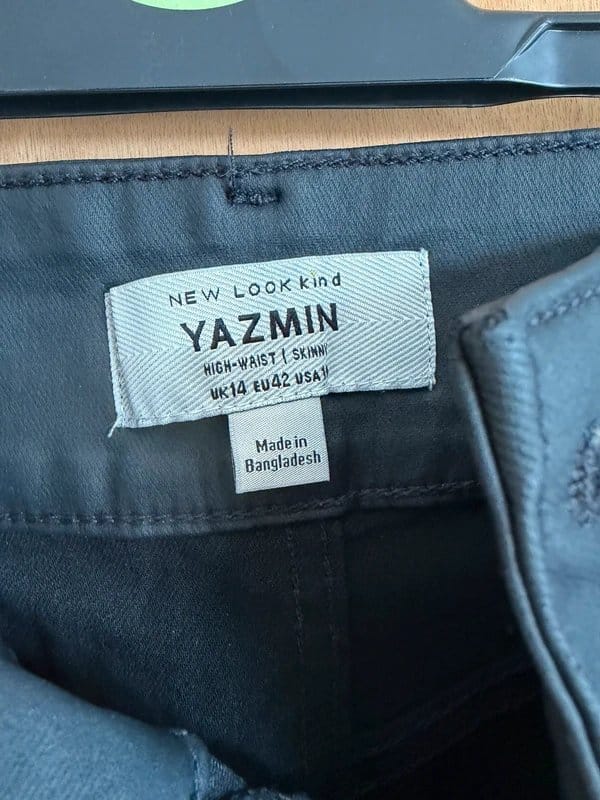 NEW LOOK kind
YAZMIN
HIGH-WAIST | SKINNY
UK14 EU42
Made in
Bangladesh